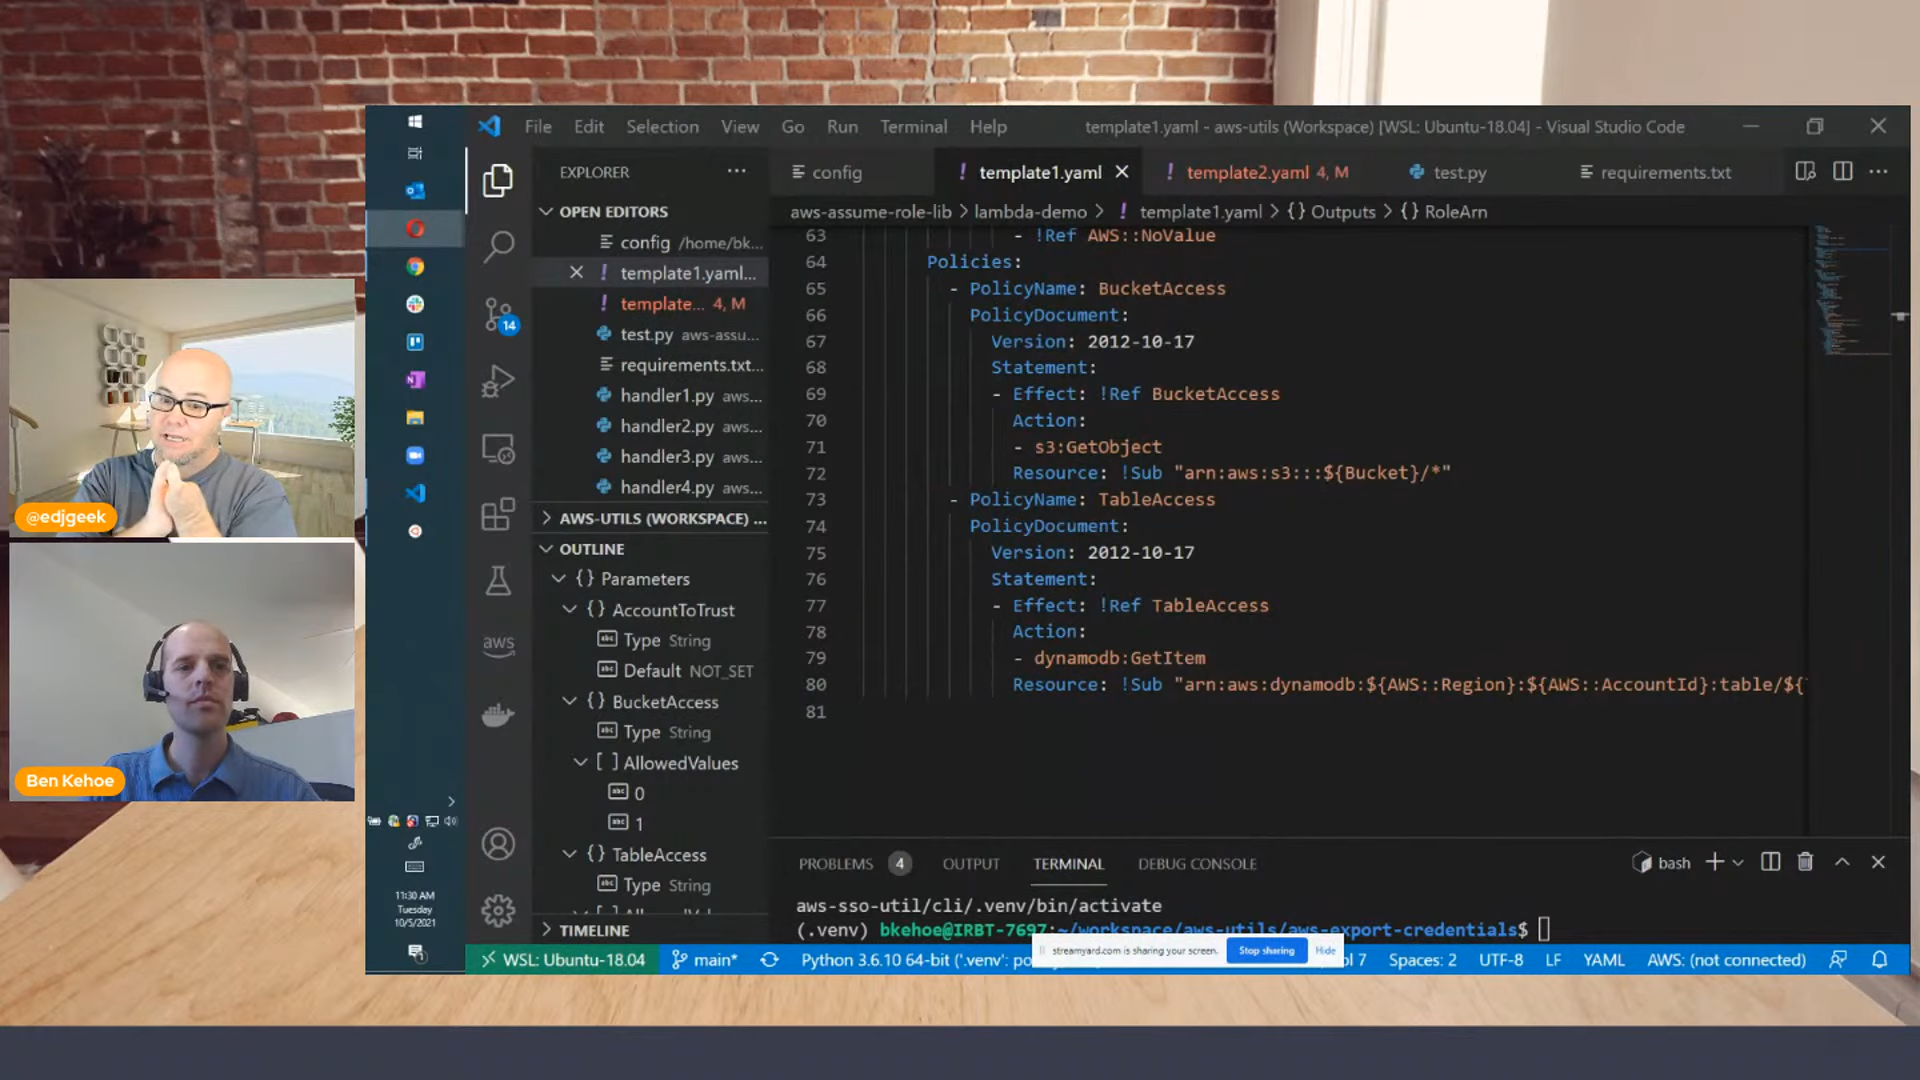 File Edit Selection View Go Run Terminal Help template1.yaml - aws-utils (Workspace) [WSL: Ubuntu-18.04] - Visual Studio Code
EXPLORER
config
template1.yaml
template2.yaml 4, M
test.py
requirements.txt
OPEN EDITORS
config /home/bk...
template1.yaml...
template... 4, M
test.py aws-assu...
requirements.txt...
handler1.py aws...
handler2.py aws...
handler3.py aws...
handler4.py aws...
AWS-UTILS (WORKSPACE) ...
OUTLINE
{} Parameters
{} AccountToTrust
Type String
Default NOT_SET
{} BucketAccess
Type String
[ ] AllowedValues
0
1
{} TableAccess
Type String
TIMELINE
14
aws
aws-assume-role-lib > lambda-demo > ! template1.yaml > {} Outputs > {} RoleArn
63 - !Ref AWS::NoValue
64 Policies:
65 - PolicyName: BucketAccess
66 PolicyDocument:
67 Version: 2012-10-17
68 Statement:
69 - Effect: !Ref BucketAccess
70 Action:
71 - s3:GetObject
72 Resource: !Sub "arn:aws:s3:::${Bucket}/*"
73 - PolicyName: TableAccess
74 PolicyDocument:
75 Version: 2012-10-17
76 Statement:
77 - Effect: !Ref TableAccess
78 Action:
79 - dynamodb:GetItem
80 Resource: !Sub "arn:aws:dynamodb:${AWS::Region}:${AWS::AccountId}:table/${
81
PROBLEMS 4 OUTPUT TERMINAL DEBUG CONSOLE bash
aws-sso-util/cli/.venv/bin/activate
(.venv) bkehoe@IRBT-7697:~/workspace/aws-utils/aws-export-credentials$
streamyard.com is sharing your screen. Stop sharing Hide
WSL: Ubuntu-18.04 main* Python 3.6.10 64-bit ('.venv': Spaces: 2 UTF-8 LF YAML AWS: (not connected)
@edjgeek
Ben Kehoe
11:30 AM
Tuesday
10/5/2021